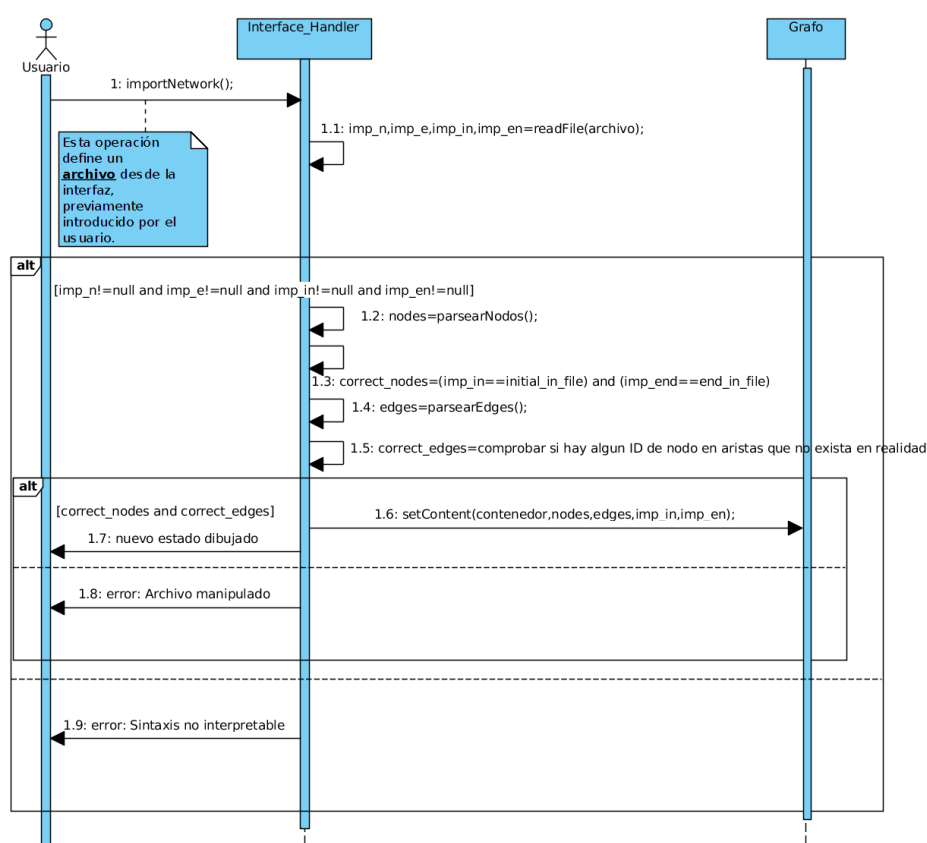 Usuario
Interface_Handler
Grafo
1: importNetwork();
1.1: imp_n,imp_e,imp_in,imp_en=readFile(archivo);
Esta operación
define un
archivo desde la
interfaz,
previamente
introducido por el
usuario.
alt
[imp_n!=null and imp_e!=null and imp_in!=null and imp_en!=null]
1.2: nodes=parsearNodos();
1.3: correct_nodes=(imp_in==initial_in_file) and (imp_end==end_in_file)
1.4: edges=parsearEdges();
1.5: correct_edges=comprobar si hay algun ID de nodo en aristas que no exista en realidad
alt
[correct_nodes and correct_edges]
1.6: setContent(contenedor,nodes,edges,imp_in,imp_en);
1.7: nuevo estado dibujado
1.8: error: Archivo manipulado
1.9: error: Sintaxis no interpretable